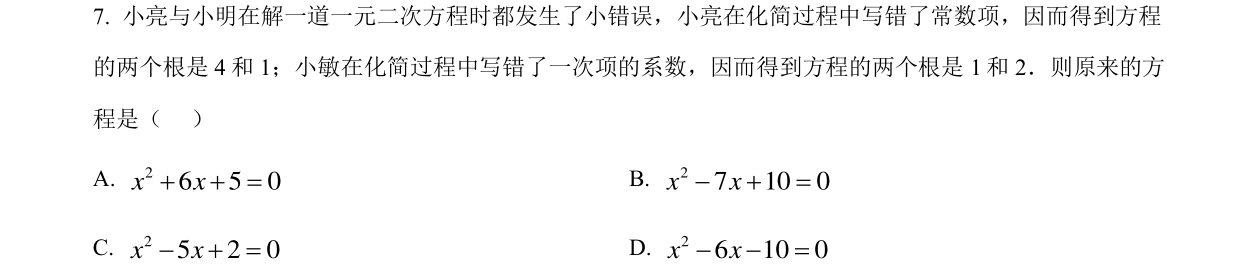 7. 小亮与小明在解一道一元二次方程时都发生了小错误，小亮在化简过程中写错了常数项，因而得到方程
的两个根是 4 和 1；小敏在化简过程中写错了一次项的系数，因而得到方程的两个根是 1 和 2．则原来的方
程是（ ）
A. x² + 6x + 5 = 0 B. x² − 7x + 10 = 0
C. x² − 5x + 2 = 0 D. x² − 6x − 10 = 0